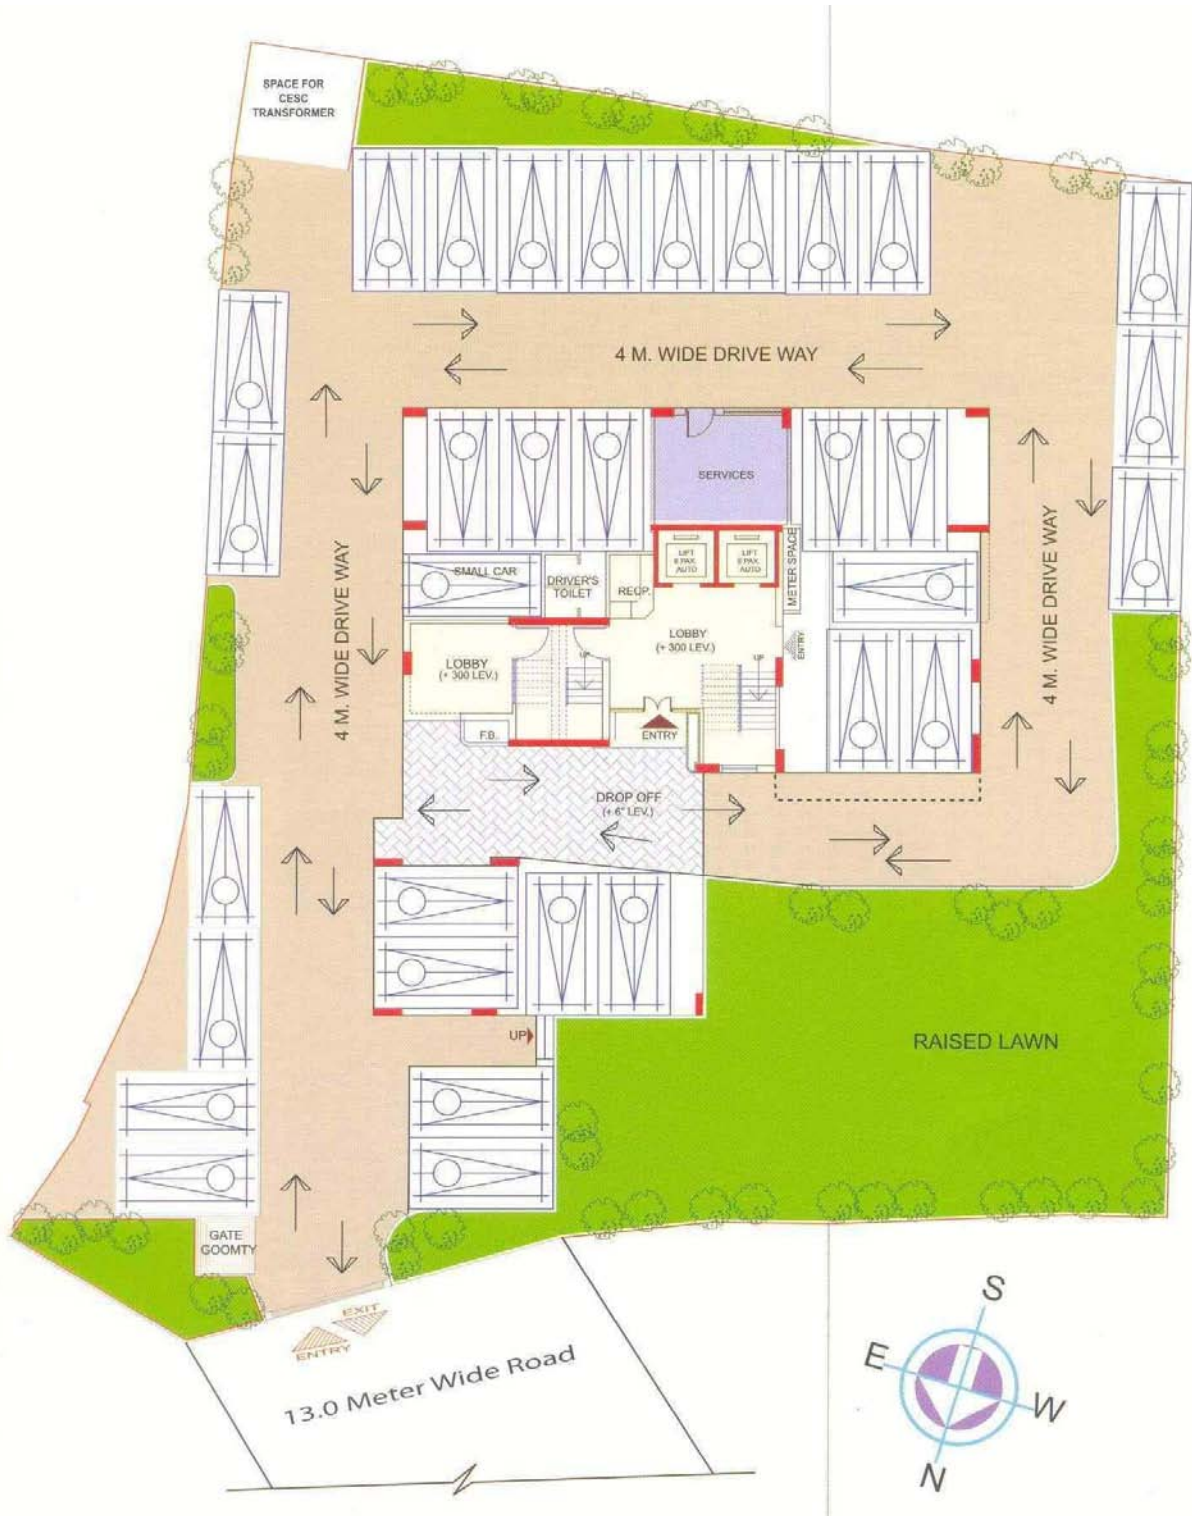 SPACE FOR
CESC
TRANSFORMER
4 M. WIDE DRIVE WAY
SERVICES
LIFT
6 PAX.
AUTO
LIFT
6 PAX.
AUTO
METER SPACE
SMALL CAR
DRIVER'S
TOILET
RECP.
4 M. WIDE DRIVE WAY
4 M. WIDE DRIVE WAY
LOBBY
(+ 300 LEV.)
LOBBY
(+ 300 LEV.)
ENTRY
UP
UP
F.B.
ENTRY
DROP OFF
(+ 6" LEV.)
UP
RAISED LAWN
GATE
GOOMTY
EXIT
ENTRY
13.0 Meter Wide Road
S
E
W
N